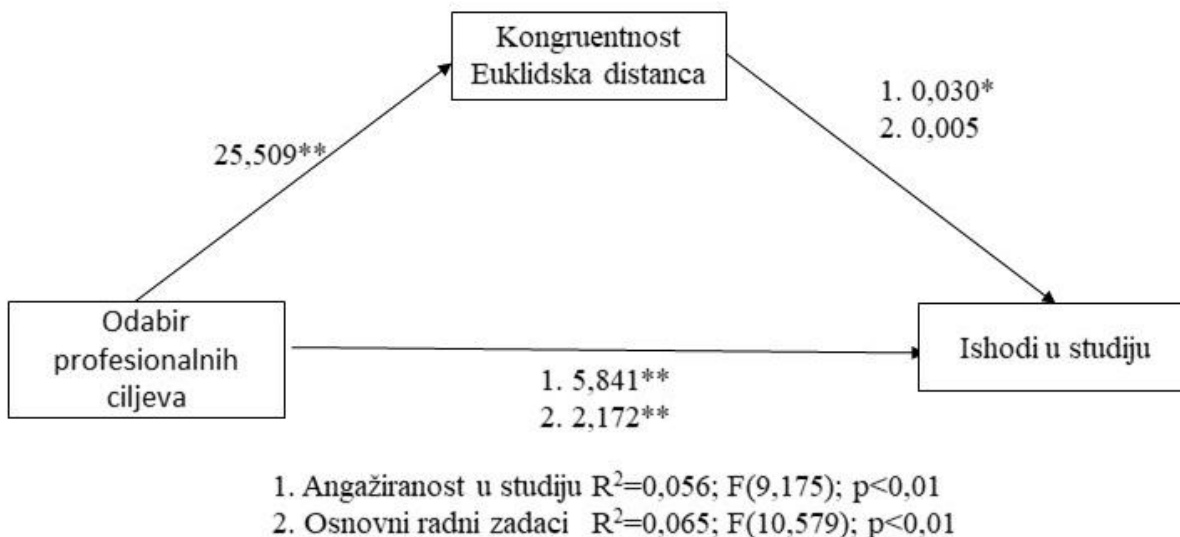 Kongruentnost
Euklidska distanca
1. 0,030*
2. 0,005
25,509**
Odabir
profesionalnih
ciljeva
Ishodi u studiju
1. 5,841**
2. 2,172**
1. Angažiranost u studiju R²=0,056; F(9,175); p<0,01
2. Osnovni radni zadaci R²=0,065; F(10,579); p<0,01